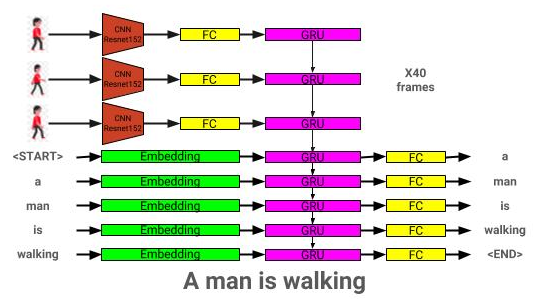 CNN
Resnet152
FC
GRU
CNN
Resnet152
FC
GRU
X40
frames
CNN
Resnet152
FC
GRU
<START> Embedding GRU FC a
a Embedding GRU FC man
man Embedding GRU FC is
is Embedding GRU FC walking
walking Embedding GRU FC <END>
A man is walking